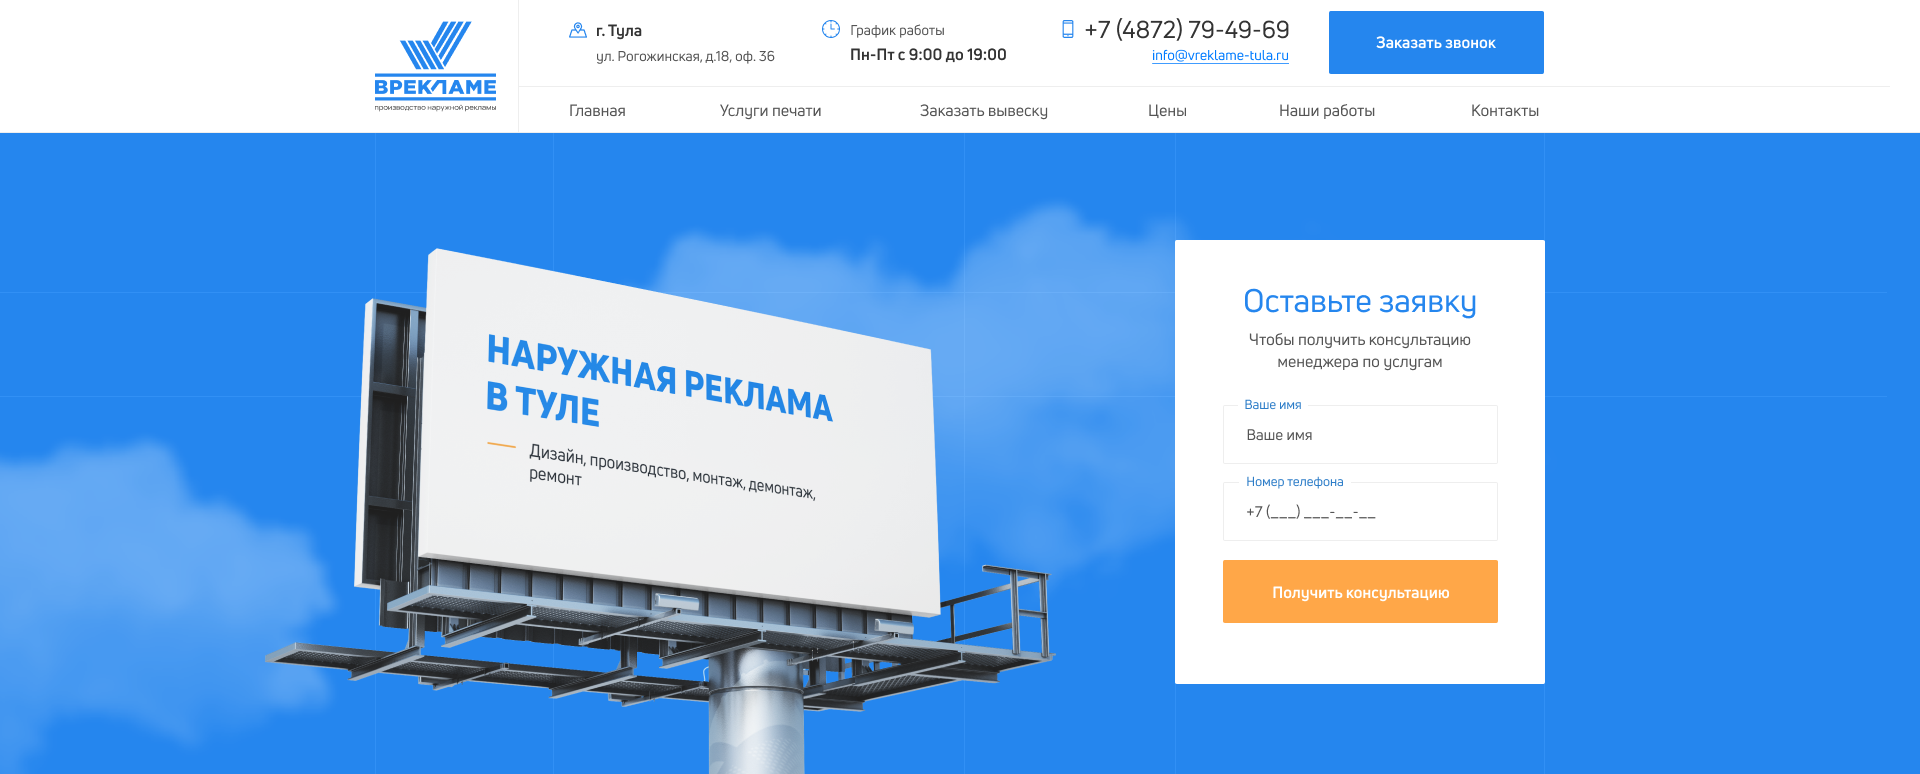 ВРЕКЛАМЕ
производство наружной рекламы
г. Тула
ул. Рогожинская, д.18, оф. 36
График работы
Пн-Пт с 9:00 до 19:00
+7 (4872) 79-49-69
info@vreklame-tula.ru
Заказать звонок
Главная
Услуги печати
Заказать вывеску
Цены
Наши работы
Контакты
НАРУЖНАЯ РЕКЛАМА
В ТУЛЕ
Дизайн, производство, монтаж, демонтаж,
ремонт
Оставьте заявку
Чтобы получить консультацию
менеджера по услугам
Ваше имя
Ваше имя
Номер телефона
+7 (___) ___-__-__
Получить консультацию